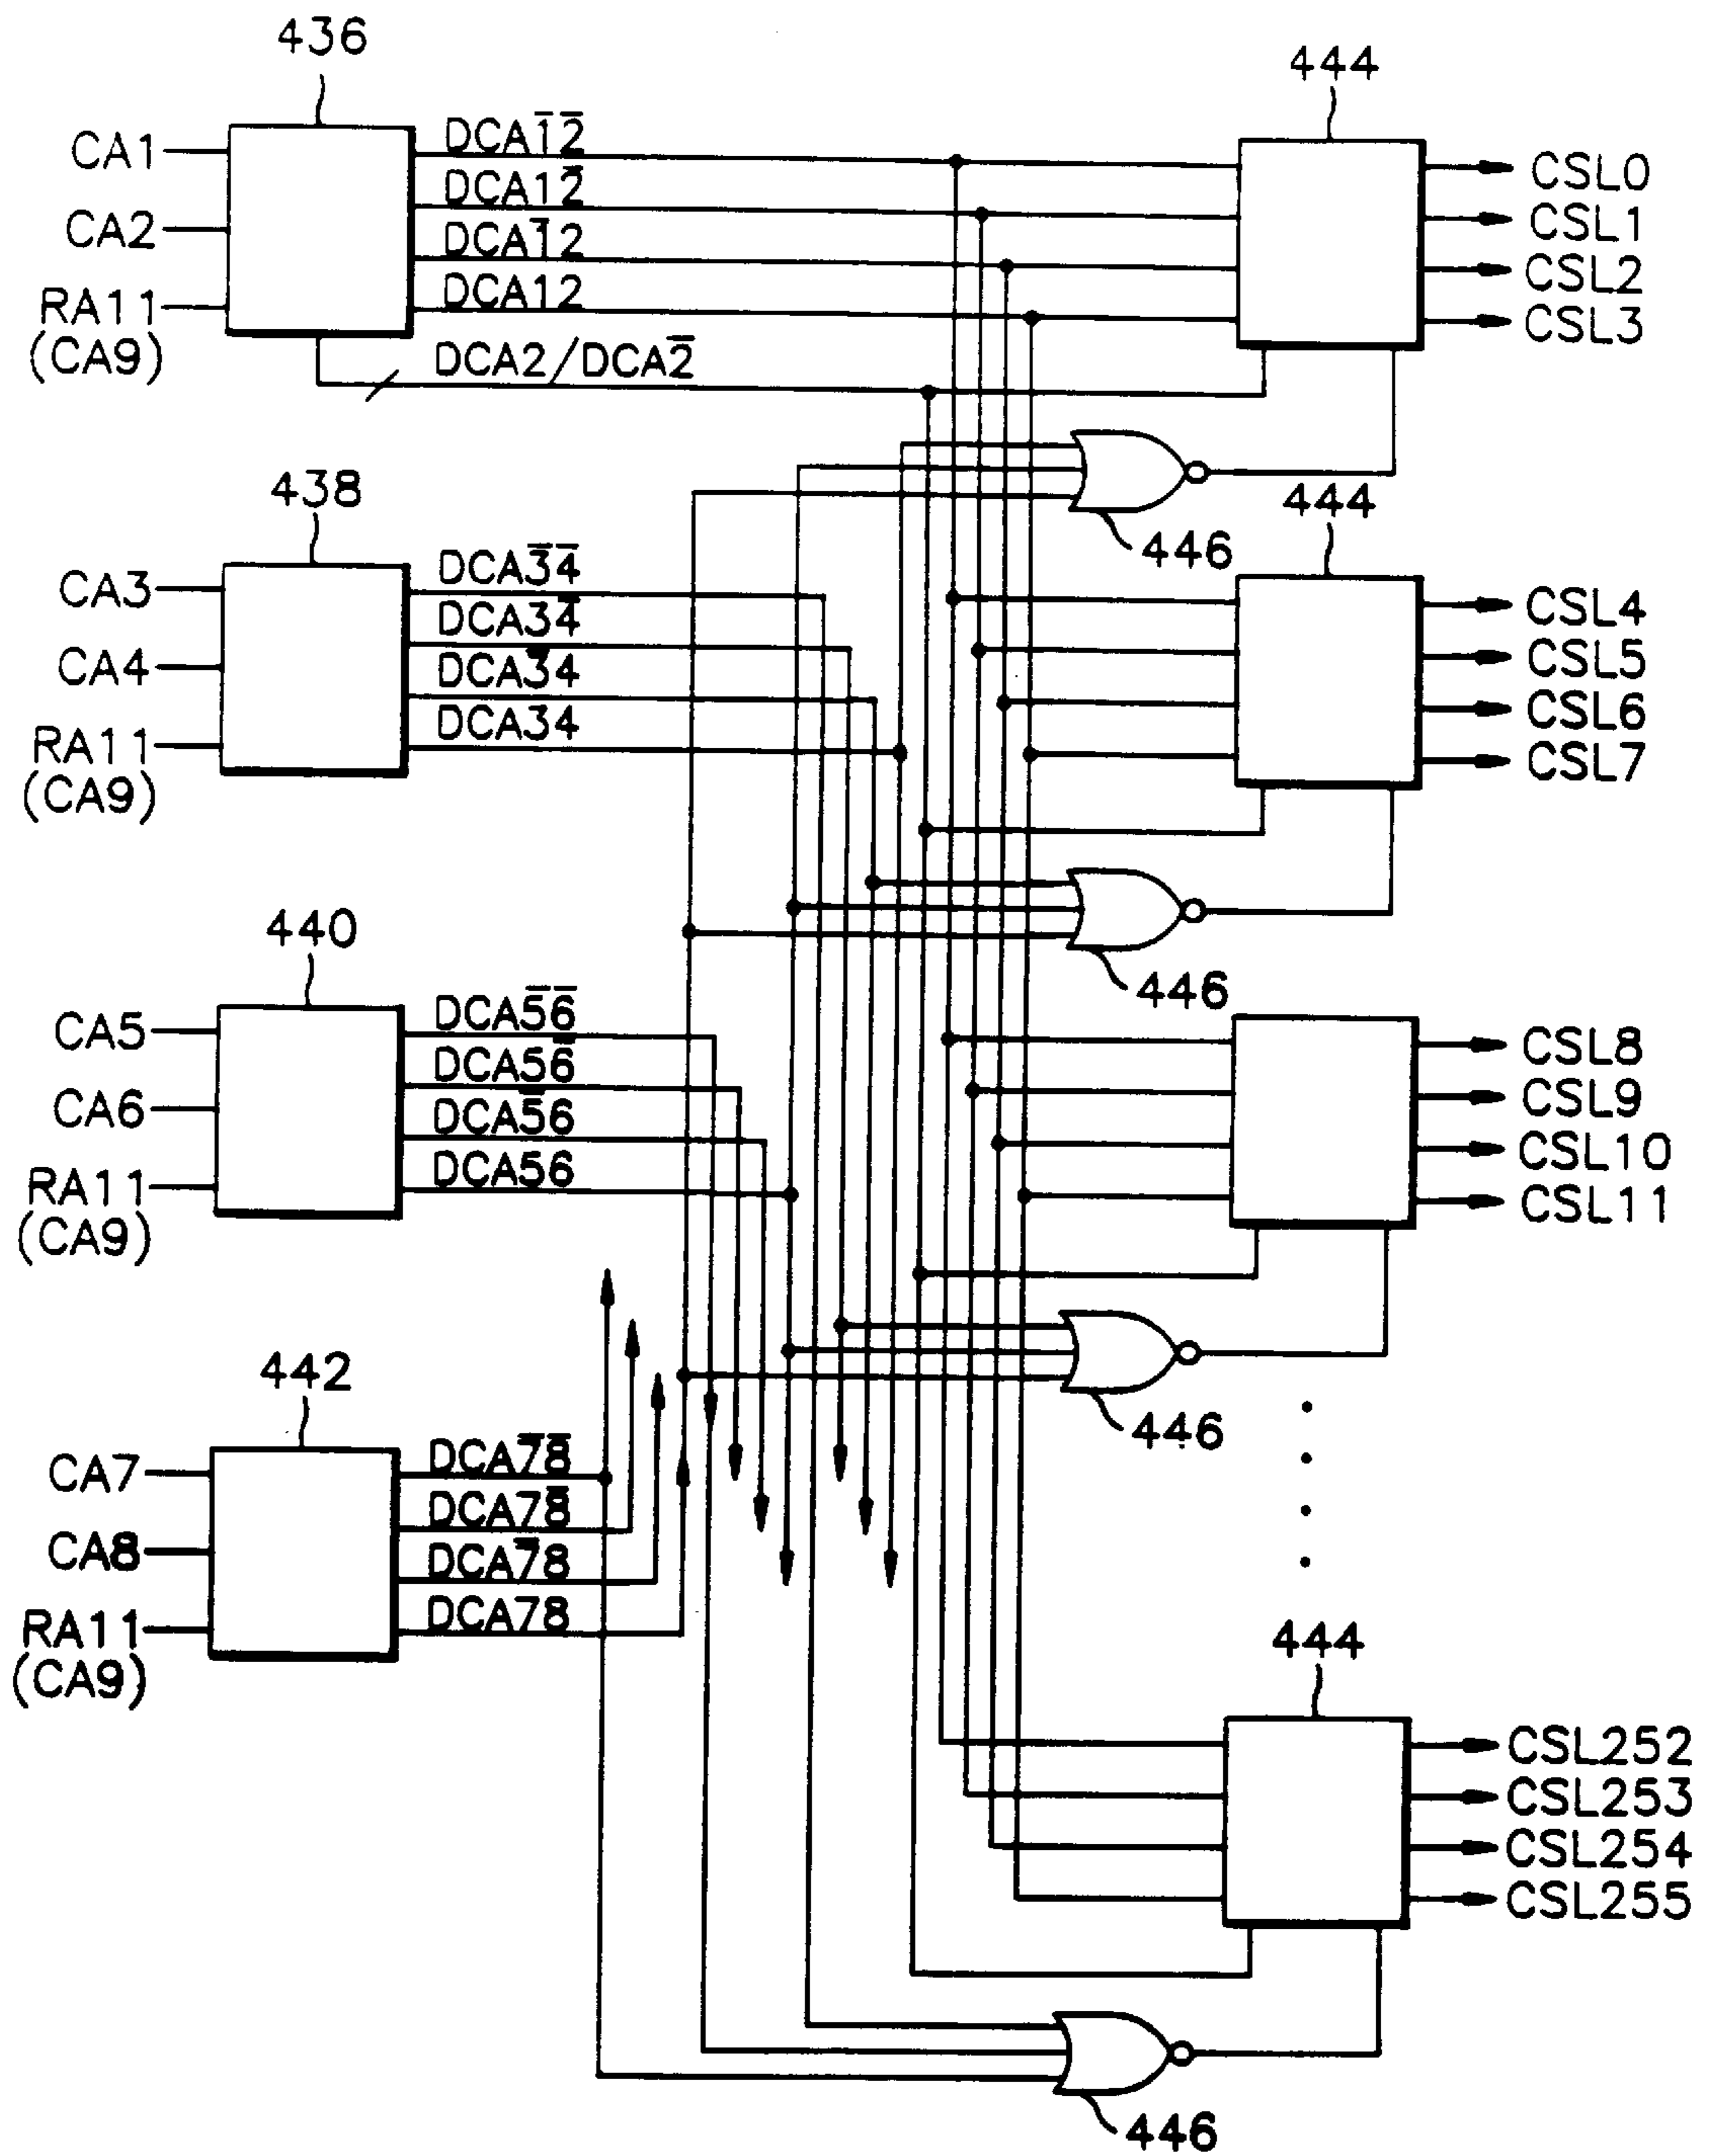 436
444
CA1
CA2
RA11
(CA9)
DCA1̅2̅
DCA12̅
DCA1̅2
DCA12
DCA2/DCA2̅
CSL0
CSL1
CSL2
CSL3
446
438
444
CA3
CA4
RA11
(CA9)
DCA3̅4̅
DCA34̅
DCA3̅4
DCA34
CSL4
CSL5
CSL6
CSL7
446
440
CA5
CA6
RA11
(CA9)
DCA5̅6̅
DCA56̅
DCA5̅6
DCA56
CSL8
CSL9
CSL10
CSL11
446
442
CA7
CA8
RA11
(CA9)
DCA7̅8̅
DCA78̅
DCA7̅8
DCA78
444
CSL252
CSL253
CSL254
CSL255
446